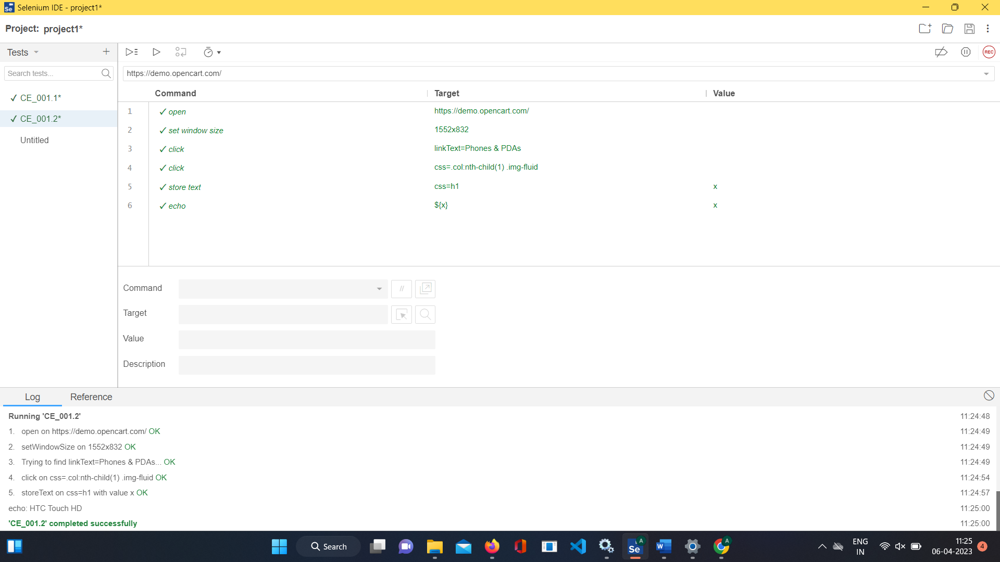 Se Selenium IDE - project1*
Project: project1*
Tests
REC
Search tests...
https://demo.opencart.com/
✓ CE_001.1*
✓ CE_001.2*
Untitled
Command Target Value
1 ✓ open https://demo.opencart.com/
2 ✓ set window size 1552x832
3 ✓ click linkText=Phones & PDAs
4 ✓ click css=.col:nth-child(1) .img-fluid
5 ✓ store text css=h1 x
6 ✓ echo ${x} x
Command //
Target
Value
Description
Log Reference
Running 'CE_001.2' 11:24:48
1. open on https://demo.opencart.com/ OK 11:24:49
2. setWindowSize on 1552x832 OK 11:24:49
3. Trying to find linkText=Phones & PDAs... OK 11:24:49
4. click on css=.col:nth-child(1) .img-fluid OK 11:24:54
5. storeText on css=h1 with value x OK 11:24:57
echo: HTC Touch HD 11:25:00
'CE_001.2' completed successfully 11:25:00
Search
Se A
W
A
ENG
IN
11:25
06-04-2023
4